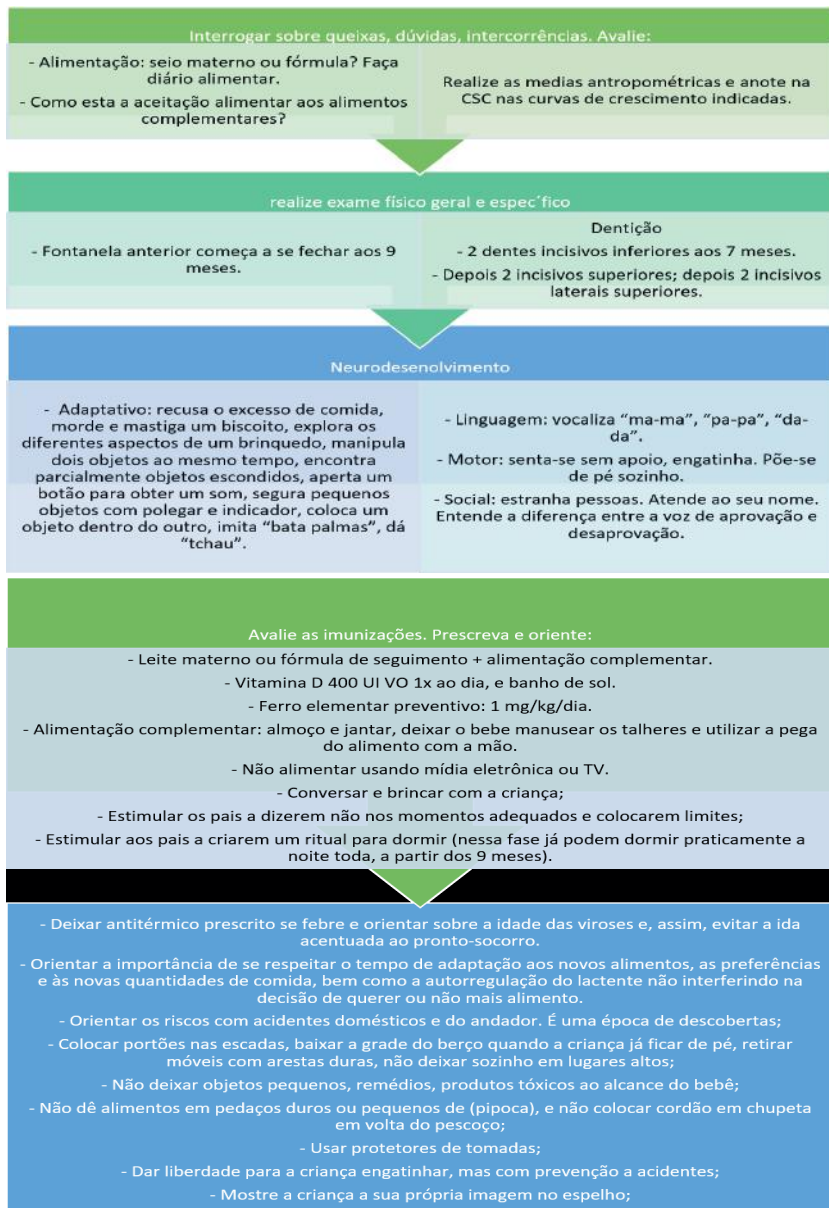 Interrogar sobre queixas, dúvidas, intercorrências. Avalie:
- Alimentação: seio materno ou fórmula? Faça
diário alimentar.
- Como esta a aceitação alimentar aos alimentos
complementares?
Realize as medias antropométricas e anote na
CSC nas curvas de crescimento indicadas.
realize exame físico geral e espec´fico
- Fontanela anterior começa a se fechar aos 9
meses.
Dentição
- 2 dentes incisivos inferiores aos 7 meses.
- Depois 2 incisivos superiores; depois 2 incisivos
laterais superiores.
Neurodesenolvimento
- Adaptativo: recusa o excesso de comida,
morde e mastiga um biscoito, explora os
diferentes aspectos de um brinquedo, manipula
dois objetos ao mesmo tempo, encontra
parcialmente objetos escondidos, aperta um
botão para obter um som, segura pequenos
objetos com polegar e indicador, coloca um
objeto dentro do outro, imita “bata palmas”, dá
“tchau”.
- Linguagem: vocaliza “ma-ma”, “pa-pa”, “da-
da”.
- Motor: senta-se sem apoio, engatinha. Põe-se
de pé sozinho.
- Social: estranha pessoas. Atende ao seu nome.
Entende a diferença entre a voz de aprovação e
desaprovação.
Avalie as imunizações. Prescreva e oriente:
- Leite materno ou fórmula de seguimento + alimentação complementar.
- Vitamina D 400 UI VO 1x ao dia, e banho de sol.
- Ferro elementar preventivo: 1 mg/kg/dia.
- Alimentação complementar: almoço e jantar, deixar o bebe manusear os talheres e utilizar a pega
do alimento com a mão.
- Não alimentar usando mídia eletrônica ou TV.
- Conversar e brincar com a criança;
- Estimular os pais a dizerem não nos momentos adequados e colocarem limites;
- Estimular aos pais a criarem um ritual para dormir (nessa fase já podem dormir praticamente a
noite toda, a partir dos 9 meses).
- Deixar antitérmico prescrito se febre e orientar sobre a idade das viroses e, assim, evitar a ida
acentuada ao pronto-socorro.
- Orientar a importância de se respeitar o tempo de adaptação aos novos alimentos, as preferências
e às novas quantidades de comida, bem como a autorregulação do lactente não interferindo na
decisão de querer ou não mais alimento.
- Orientar os riscos com acidentes domésticos e do andador. É uma época de descobertas;
- Colocar portões nas escadas, baixar a grade do berço quando a criança já ficar de pé, retirar
móveis com arestas duras, não deixar sozinho em lugares altos;
- Não deixar objetos pequenos, remédios, produtos tóxicos ao alcance do bebê;
- Não dê alimentos em pedaços duros ou pequenos de (pipoca), e não colocar cordão em chupeta
em volta do pescoço;
- Usar protetores de tomadas;
- Dar liberdade para a criança engatinhar, mas com prevenção a acidentes;
- Mostre a criança a sua própria imagem no espelho;